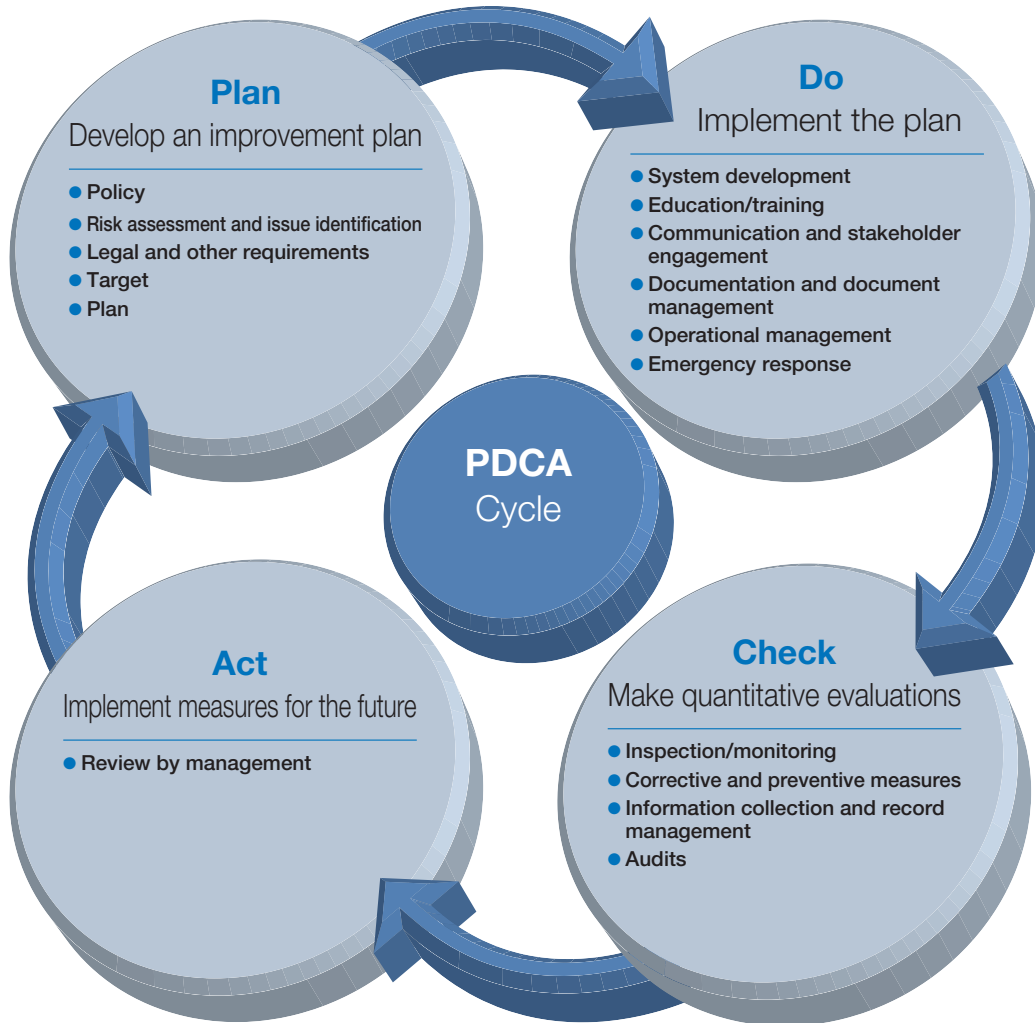 Plan
Develop an improvement plan
● Policy
● Risk assessment and issue identification
● Legal and other requirements
● Target
● Plan
Do
Implement the plan
● System development
● Education/training
● Communication and stakeholder
engagement
● Documentation and document
management
● Operational management
● Emergency response
PDCA
Cycle
Act
Implement measures for the future
● Review by management
Check
Make quantitative evaluations
● Inspection/monitoring
● Corrective and preventive measures
● Information collection and record
management
● Audits